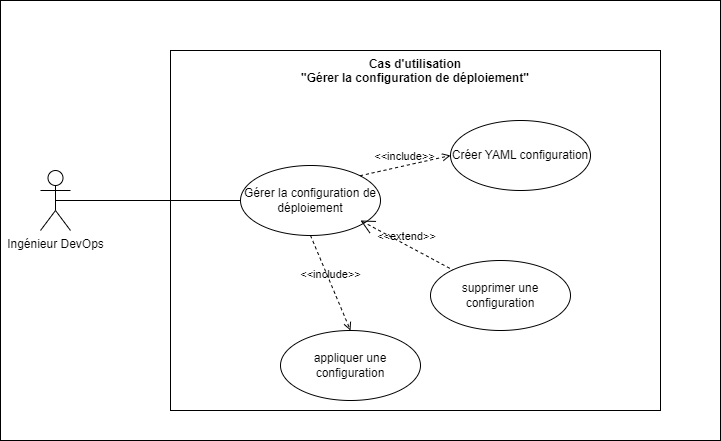 Cas d'utilisation
"Gérer la configuration de déploiement"
<<include>>
Créer YAML configuration
Gérer la configuration de
déploiement
Ingénieur DevOps
<<extend>>
<<include>>
supprimer une
configuration
appliquer une
configuration